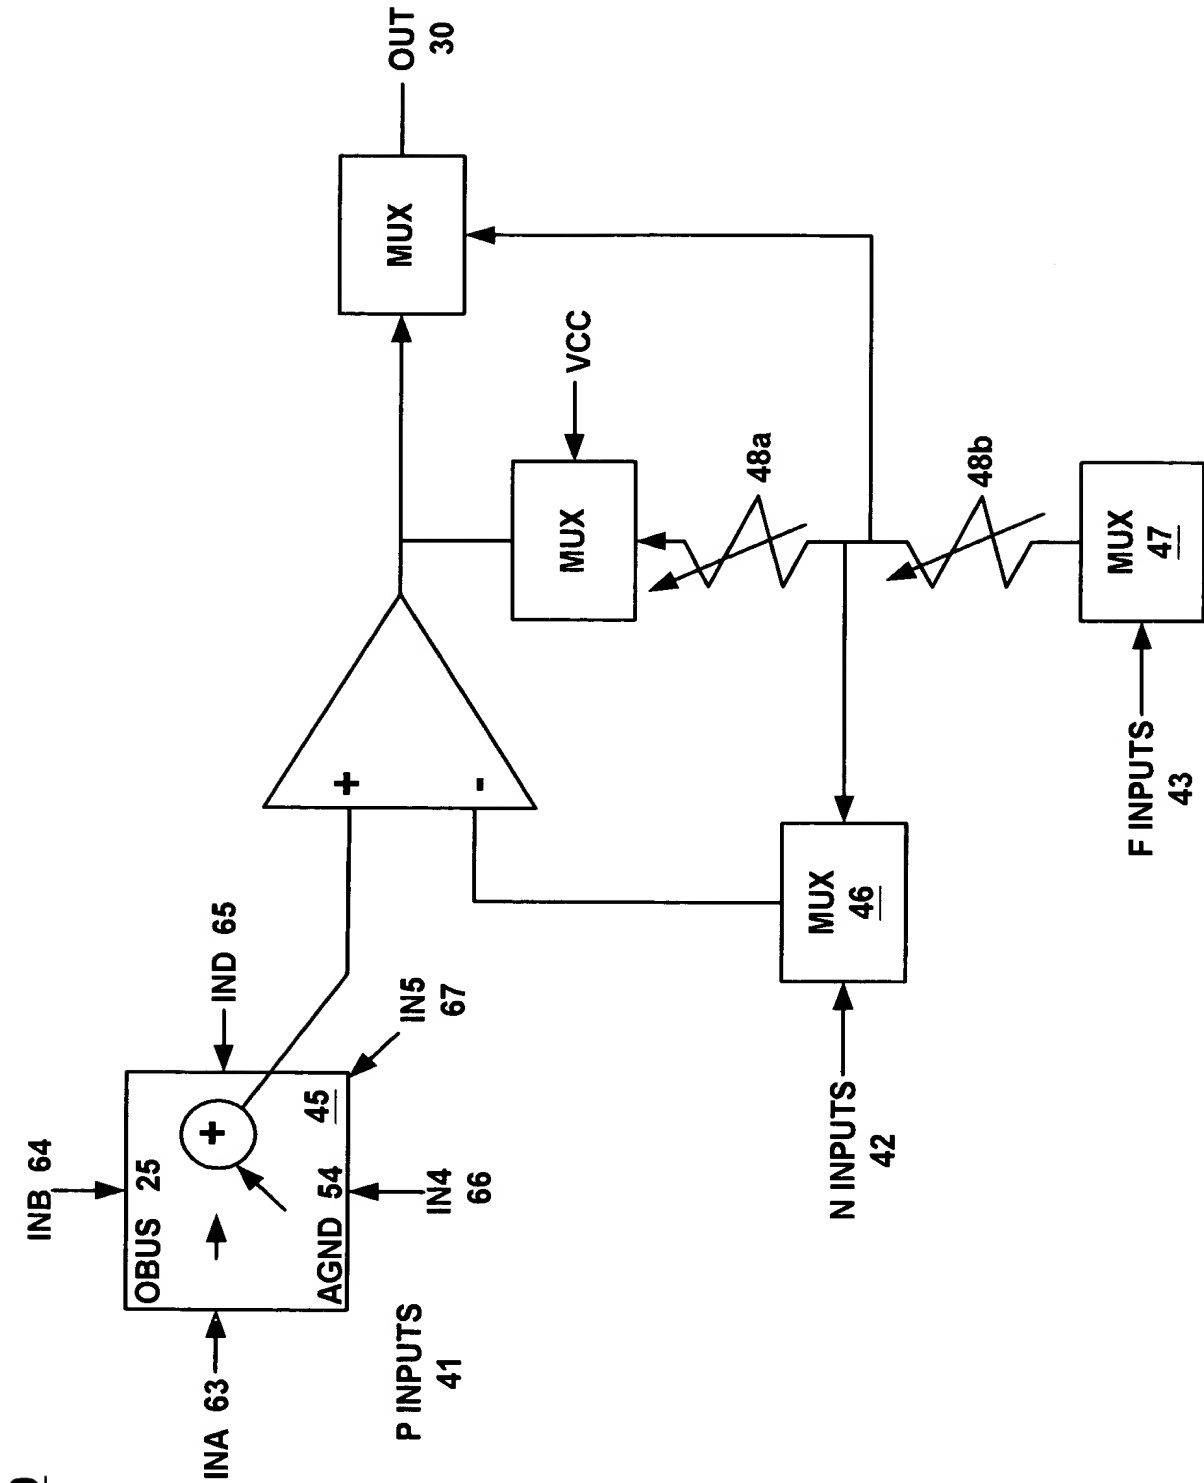 INA 63
INB 64
OBUS 25
AGND 54
45
+
IND 65
IN4
66
IN5
67
P INPUTS
41
+
-
MUX
OUT
30
MUX
VCC
48a
48b
N INPUTS
42
MUX
46
F INPUTS
43
MUX
47